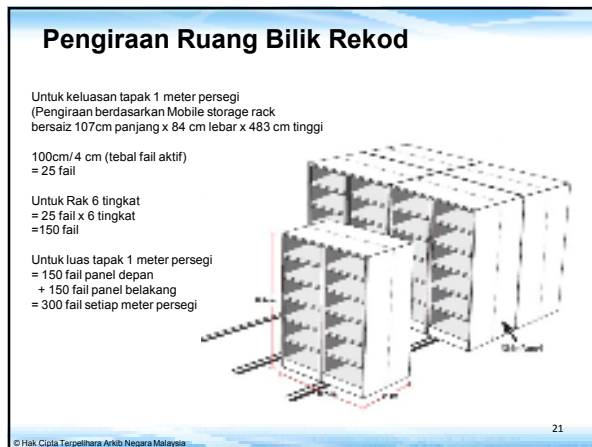 Pengiraan Ruang Bilik Rekod
Untuk keluasan tapak 1 meter persegi
(Pengiraan berdasarkan Mobile storage rack
bersaiz 107cm panjang x 84 cm lebar x 483 cm tinggi
100cm/ 4 cm (tebal fail aktif)
= 25 fail
Untuk Rak 6 tingkat
= 25 fail x 6 tingkat
=150 fail
Untuk luas tapak 1 meter persegi
= 150 fail panel depan
+ 150 fail panel belakang
= 300 fail setiap meter persegi
21
© Hak Cipta Terpelihara Arkib Negara Malaysia